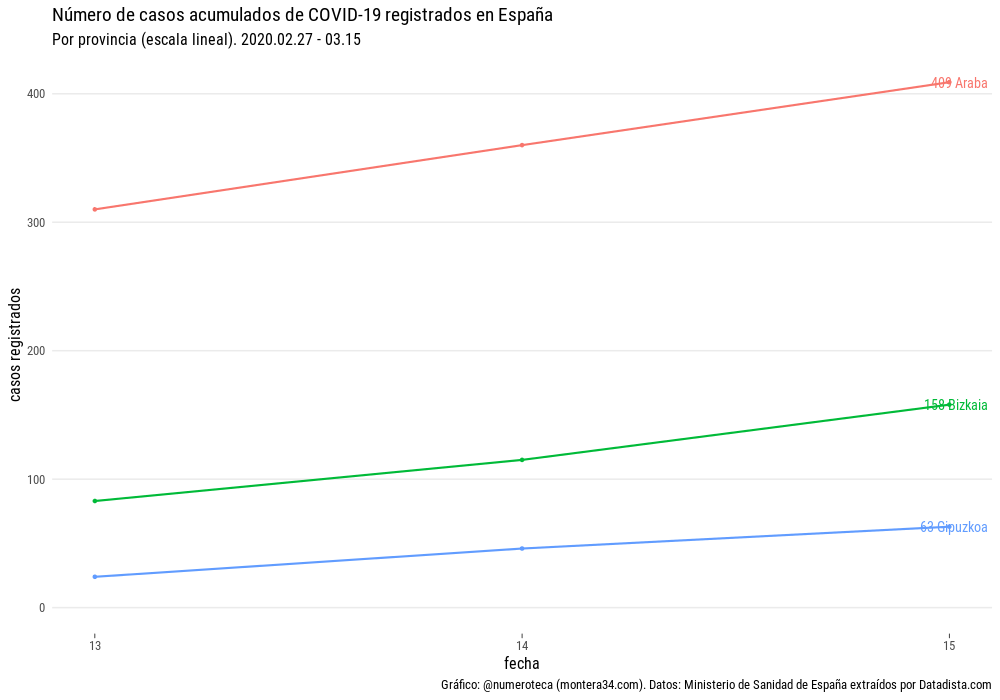 Número de casos acumulados de COVID-19 registrados en España
Por provincia (escala lineal). 2020.02.27 - 03.15
casos registrados
400
300
200
100
0
409 Araba
158 Bizkaia
63 Gipuzkoa
13
14
15
fecha
Gráfico: @numeroteca (montera34.com). Datos: Ministerio de Sanidad de España extraídos por Datadista.com